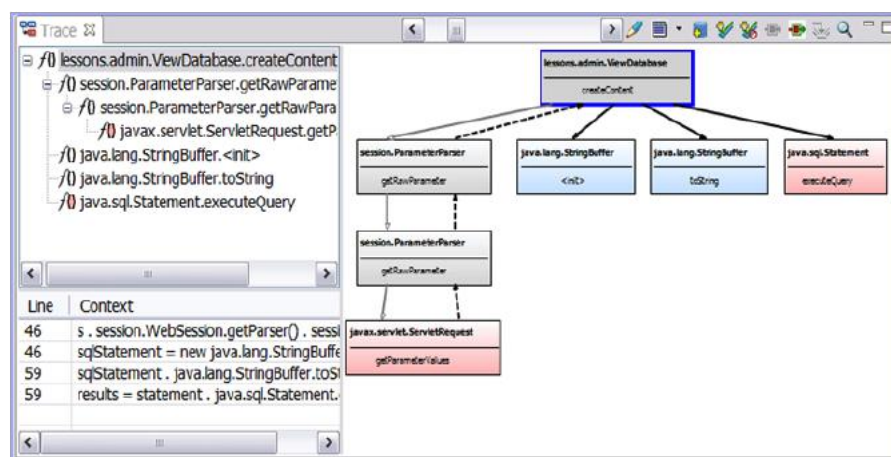 Trace
f() lessons.admin.ViewDatabase.createContent
f() session.ParameterParser.getRawParame
f() session.ParameterParser.getRawPara
f() javax.servlet.ServletRequest.getP
f() java.lang.StringBuffer.<init>
f() java.lang.StringBuffer.toString
f() java.sql.Statement.executeQuery
Line Context
46 s . session.WebSession.getParser() . sessi
46 sqlStatement = new java.lang.StringBuffe
59 sqlStatement . java.lang.StringBuffer.toSt
59 results = statement . java.sql.Statement.
lessons.admin.ViewDatabase
createContent
session.ParameterParser
getRawParameter
java.lang.StringBuffer
<init>
java.lang.StringBuffer
toString
java.sql.Statement
executeQuery
session.ParameterParser
getRawParameter
javax.servlet.ServletRequest
getParameterValues